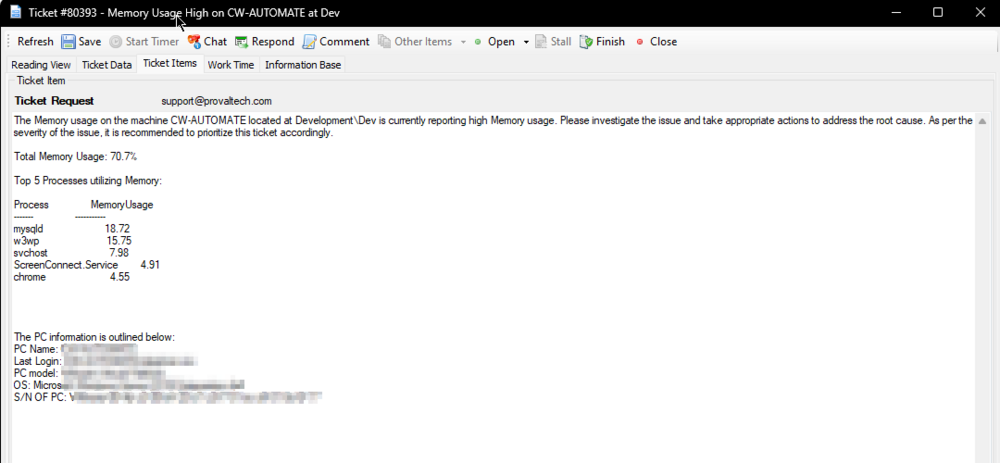 Ticket #80393 - Memory Usage High on CW-AUTOMATE at Dev
Refresh Save Start Timer Chat Respond Comment Other Items Open Stall Finish Close
Reading View Ticket Data Ticket Items Work Time Information Base
Ticket Item
Ticket Request support@provaltech.com
The Memory usage on the machine CW-AUTOMATE located at Development\Dev is currently reporting high Memory usage. Please investigate the issue and take appropriate actions to address the root cause. As per the
severity of the issue, it is recommended to prioritize this ticket accordingly.
Total Memory Usage: 70.7%
Top 5 Processes utilizing Memory:
Process MemoryUsage
------- -----------
mysqld 18.72
w3wp 15.75
svchost 7.98
ScreenConnect.Service 4.91
chrome 4.55
The PC information is outlined below:
PC Name:
Last Login:
PC model:
OS: Microsoft
S/N OF PC: